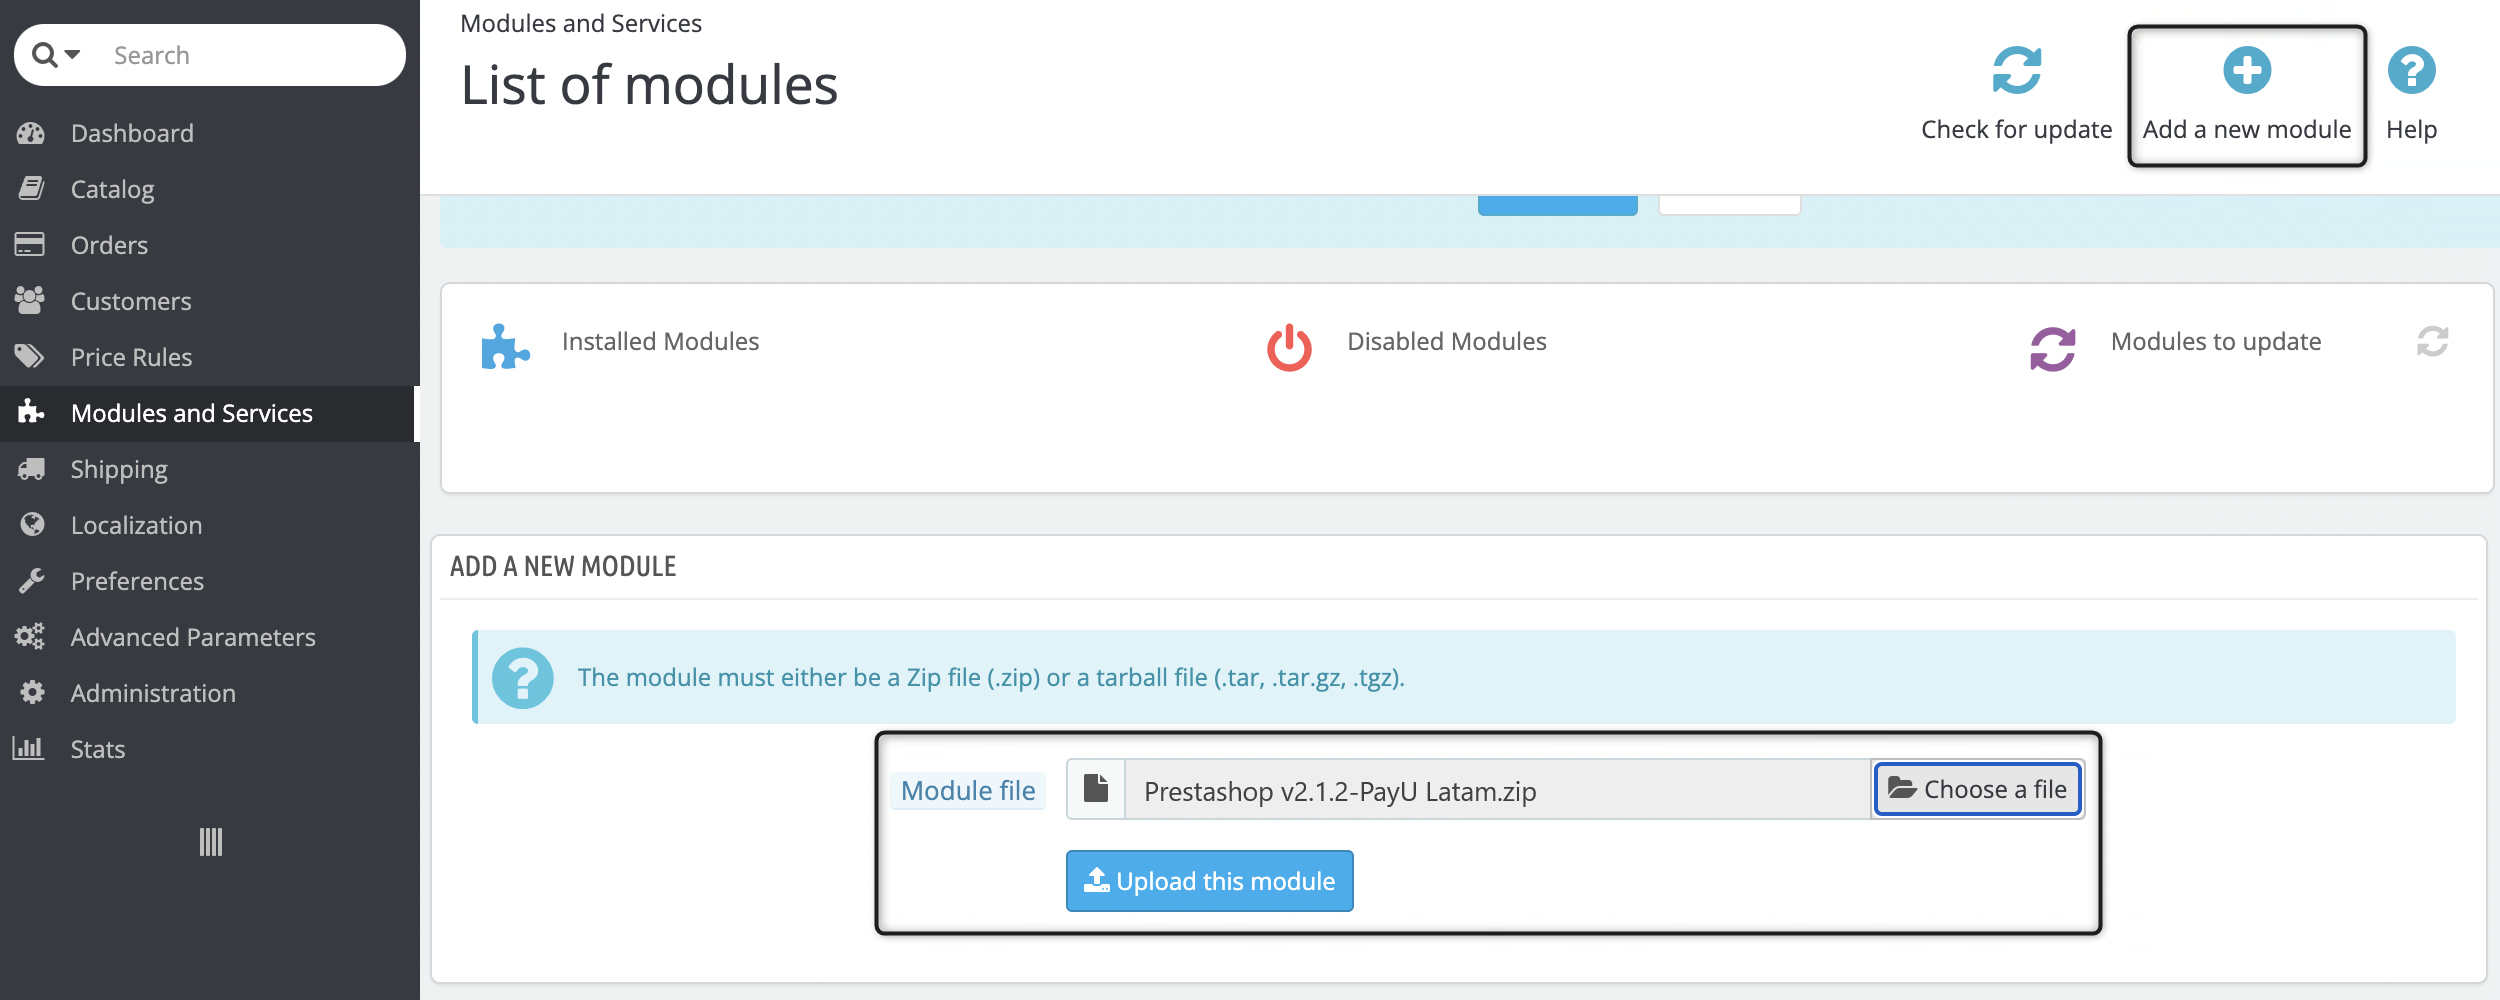 Search
Dashboard
Catalog
Orders
Customers
Price Rules
Modules and Services
Shipping
Localization
Preferences
Advanced Parameters
Administration
Stats
Modules and Services
List of modules
Check for update
Add a new module
Help
Installed Modules
Disabled Modules
Modules to update
ADD A NEW MODULE
The module must either be a Zip file (.zip) or a tarball file (.tar, .tar.gz, .tgz).
Module file
Prestashop v2.1.2-PayU Latam.zip
Choose a file
Upload this module